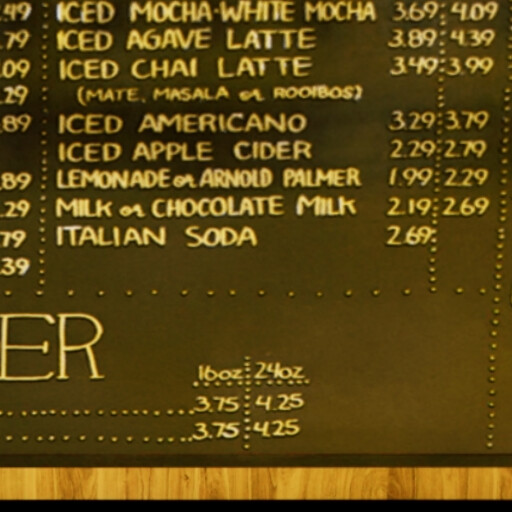 .49 ICED MOCHA·WHITE MOCHA 3.69 4.09
.79 ICED AGAVE LATTE 3.89 4.39
.09 ICED CHAI LATTE 3.49 3.99
.29 (MATE, MASALA or ROOIBOS)
.89 ICED AMERICANO 3.29 3.79
ICED APPLE CIDER 2.29 2.79
.89 LEMONADE or ARNOLD PALMER 1.99 2.29
.29 MILK or CHOCOLATE MILK 2.19 2.69
.79 ITALIAN SODA 2.69
.39
ER
16oz 24oz
3.75 4.25
3.75 4.25